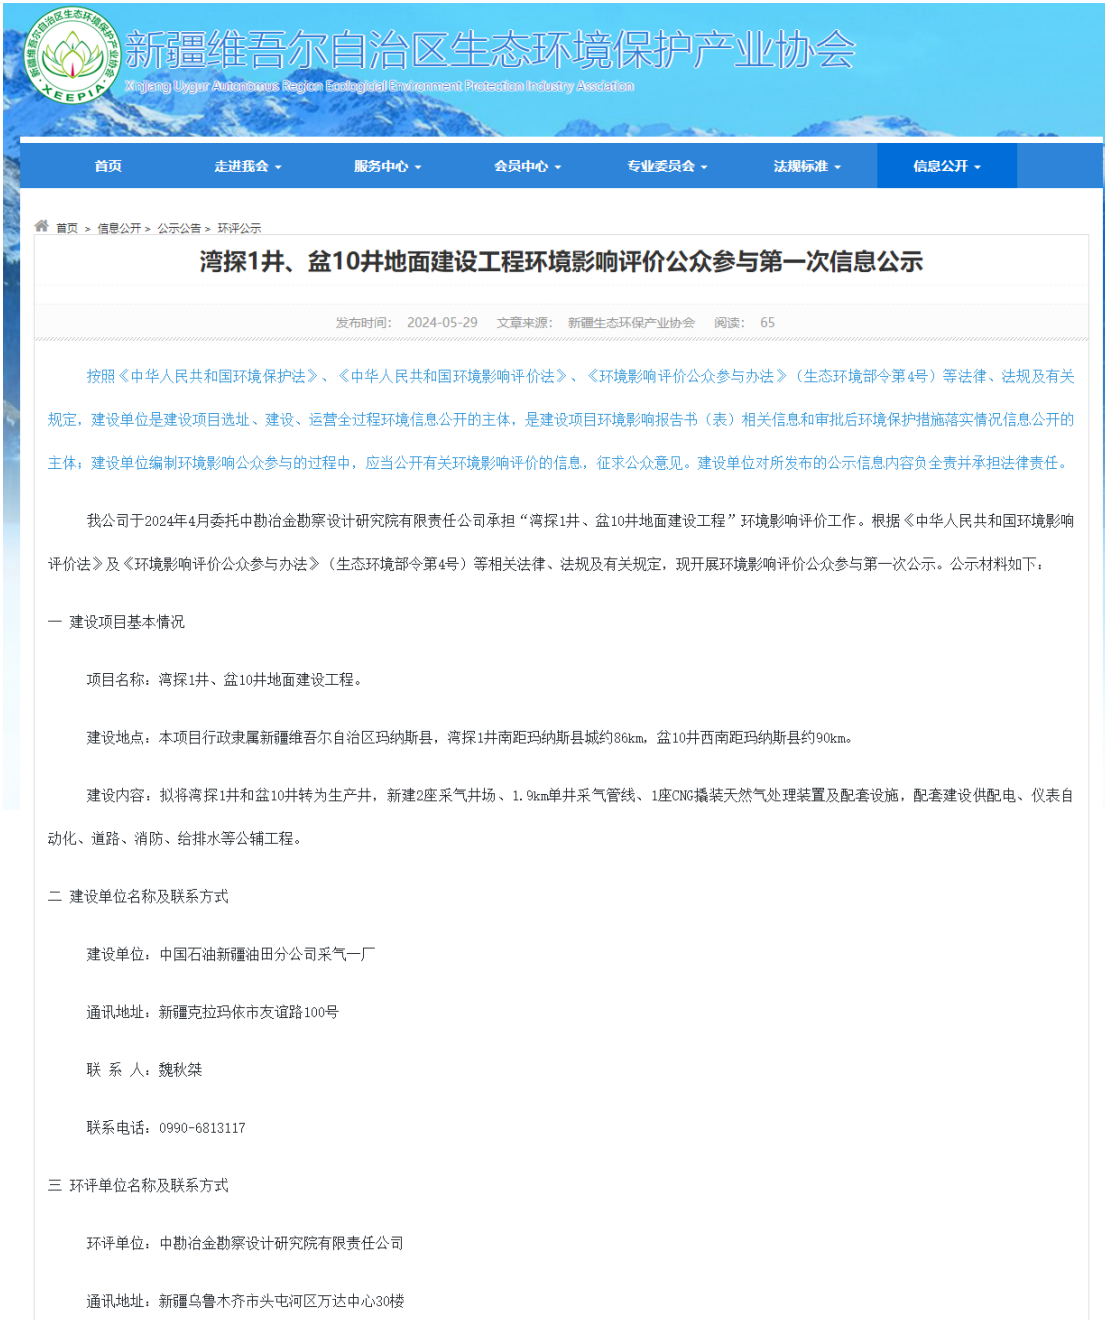 新疆维吾尔自治区生态环境保护产业协会
XEEPIA
新疆维吾尔自治区生态环境保护产业协会
Xinjiang Uygur Autonomus Region Ecologicial Environment Protection Industry Assciation
首页 走进我会 服务中心 会员中心 专业委员会 法规标准 信息公开
首页 > 信息公开 > 公示公告 > 环评公示
湾探1井、盆10井地面建设工程环境影响评价公众参与第一次信息公示
发布时间: 2024-05-29 文章来源: 新疆生态环保产业协会 阅读: 65
按照《中华人民共和国环境保护法》、《中华人民共和国环境影响评价法》、《环境影响评价公众参与办法》（生态环境部令第4号）等法律、法规及有关
规定，建设单位是建设项目选址、建设、运营全过程环境信息公开的主体，是建设项目环境影响报告书（表）相关信息和审批后环境保护措施落实情况信息公开的
主体；建设单位编制环境影响公众参与的过程中，应当公开有关环境影响评价的信息，征求公众意见。建设单位对所发布的公示信息内容负全责并承担法律责任。
我公司于2024年4月委托中勘冶金勘察设计研究院有限责任公司承担“湾探1井、盆10井地面建设工程”环境影响评价工作。根据《中华人民共和国环境影响
评价法》及《环境影响评价公众参与办法》（生态环境部令第4号）等相关法律、法规及有关规定，现开展环境影响评价公众参与第一次公示。公示材料如下：
一 建设项目基本情况
项目名称：湾探1井、盆10井地面建设工程。
建设地点：本项目行政隶属新疆维吾尔自治区玛纳斯县，湾探1井南距玛纳斯县城约86km，盆10井西南距玛纳斯县约90km。
建设内容：拟将湾探1井和盆10井转为生产井，新建2座采气井场、1.9km单井采气管线、1座CNG撬装天然气处理装置及配套设施，配套建设供配电、仪表自
动化、道路、消防、给排水等公辅工程。
二 建设单位名称及联系方式
建设单位：中国石油新疆油田分公司采气一厂
通讯地址：新疆克拉玛依市友谊路100号
联 系 人：魏秋桀
联系电话：0990-6813117
三 环评单位名称及联系方式
环评单位：中勘冶金勘察设计研究院有限责任公司
通讯地址：新疆乌鲁木齐市头屯河区万达中心30楼